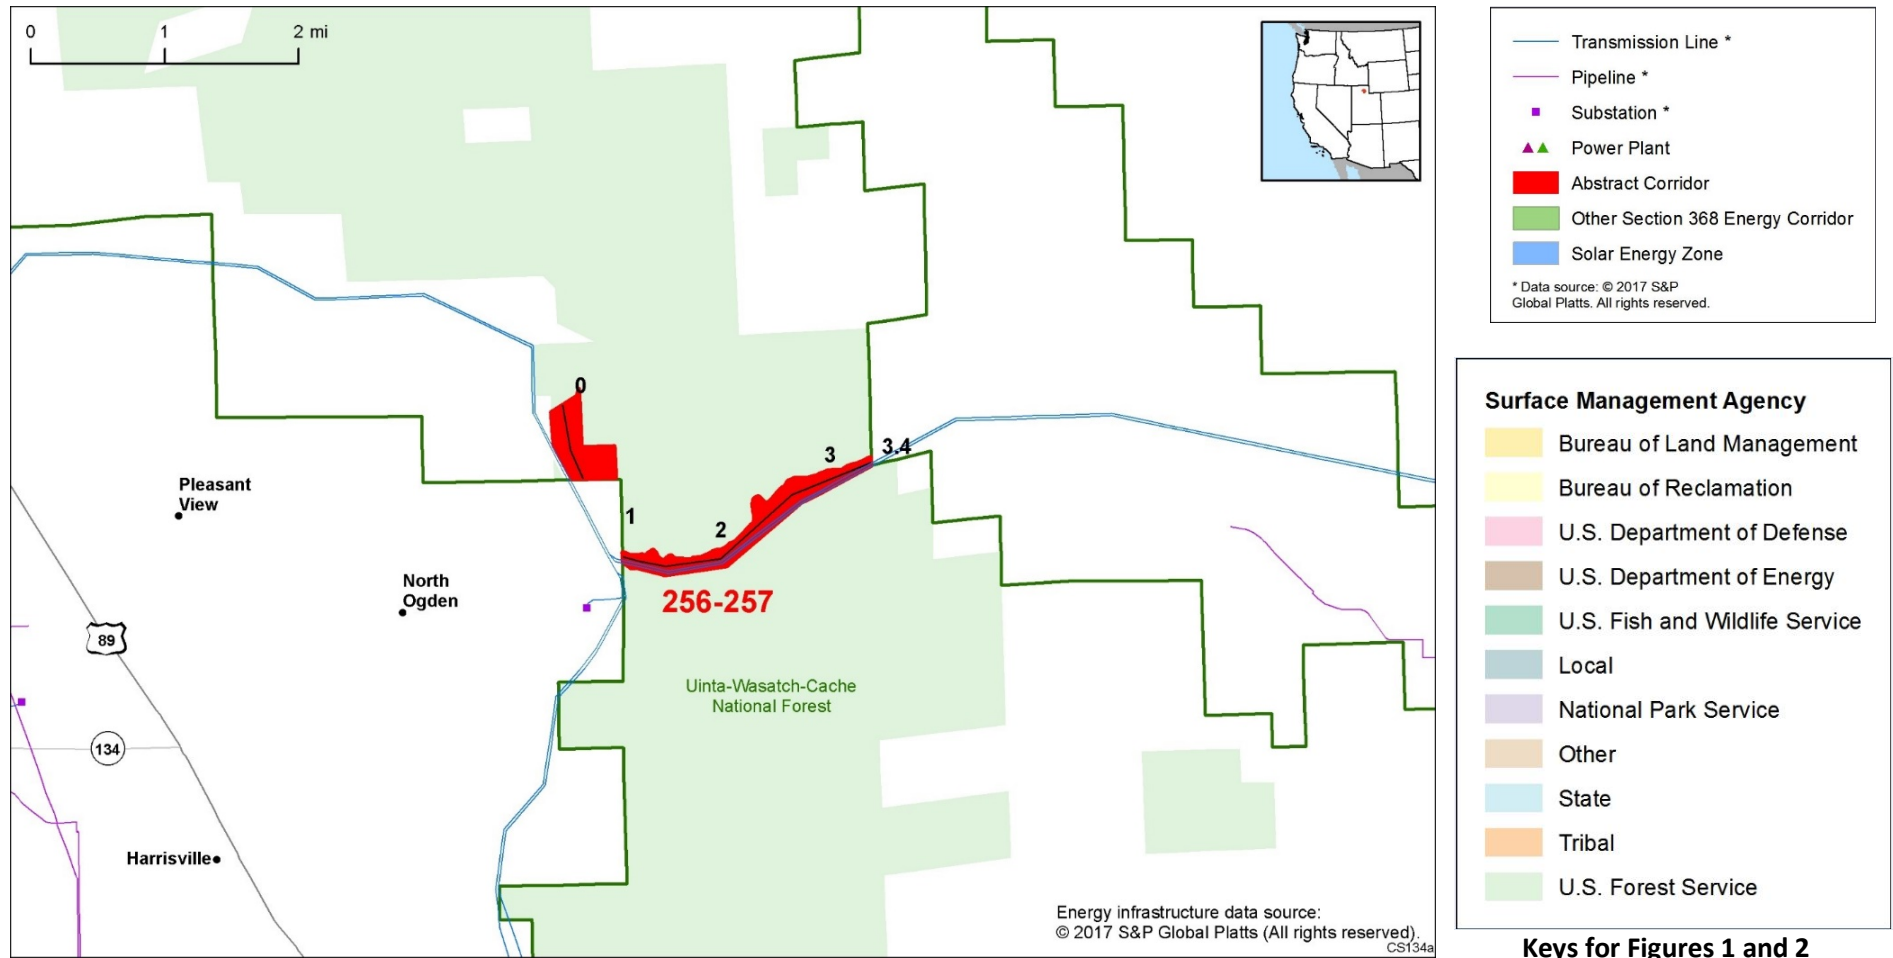 0 1 2 mi
0
1
2
3
3.4
256-257
Pleasant
View
North
Ogden
89
134
Harrisville
Uinta-Wasatch-Cache
National Forest
Energy infrastructure data source:
© 2017 S&P Global Platts (All rights reserved).
CS134a
Transmission Line *
Pipeline *
Substation *
Power Plant
Abstract Corridor
Other Section 368 Energy Corridor
Solar Energy Zone
* Data source: © 2017 S&P
Global Platts. All rights reserved.
Surface Management Agency
Bureau of Land Management
Bureau of Reclamation
U.S. Department of Defense
U.S. Department of Energy
U.S. Fish and Wildlife Service
Local
National Park Service
Other
State
Tribal
U.S. Forest Service
Keys for Figures 1 and 2